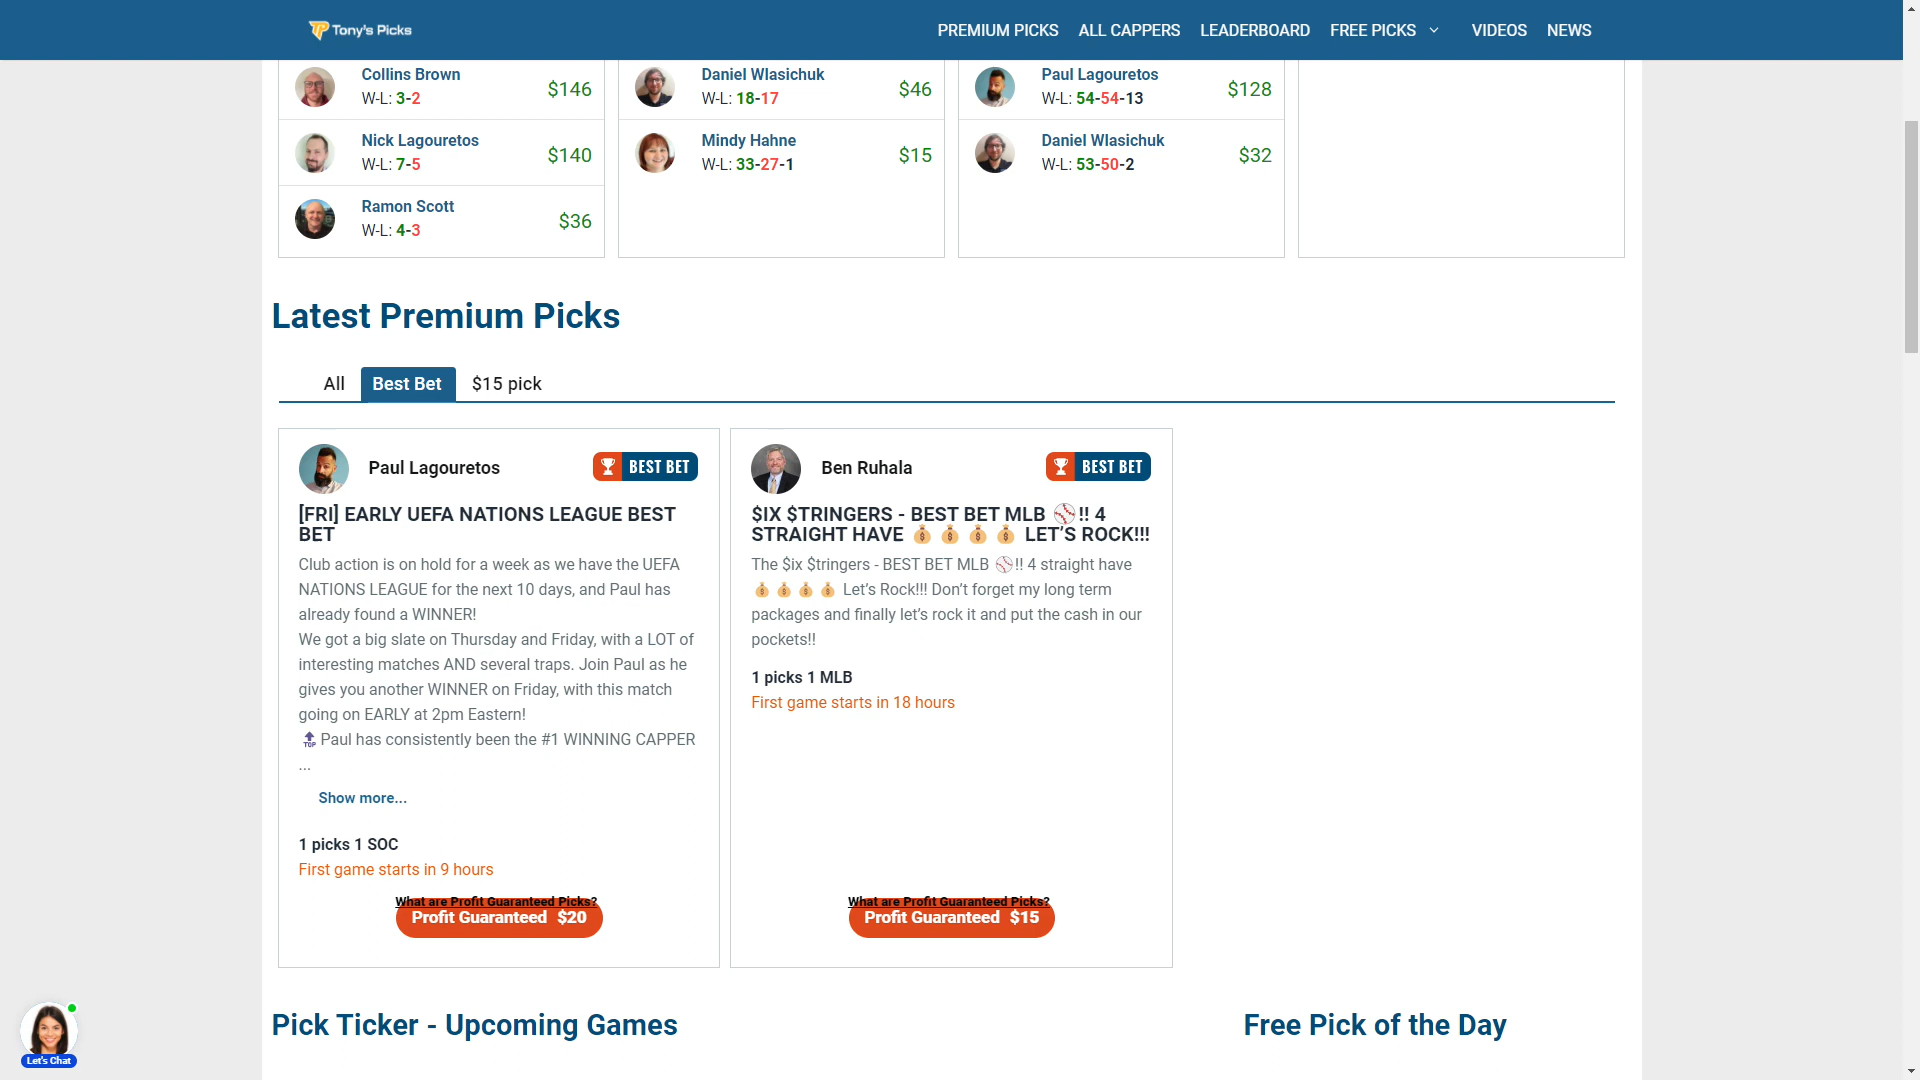 Tony's Picks
PREMIUM PICKS
ALL CAPPERS
LEADERBOARD
FREE PICKS
VIDEOS
NEWS
Collins Brown
W-L: 3-2
$146
Nick Lagouretos
W-L: 7-5
$140
Ramon Scott
W-L: 4-3
$36
Daniel Wlasichuk
W-L: 18-17
$46
Mindy Hahne
W-L: 33-27-1
$15
Paul Lagouretos
W-L: 54-54-13
$128
Daniel Wlasichuk
W-L: 53-50-2
$32
Latest Premium Picks
All
Best Bet
$15 pick
Paul Lagouretos
BEST BET
[FRI] EARLY UEFA NATIONS LEAGUE BEST
BET
Club action is on hold for a week as we have the UEFA
NATIONS LEAGUE for the next 10 days, and Paul has
already found a WINNER!
We got a big slate on Thursday and Friday, with a LOT of
interesting matches AND several traps. Join Paul as he
gives you another WINNER on Friday, with this match
going on EARLY at 2pm Eastern!
🔝 Paul has consistently been the #1 WINNING CAPPER
...
Show more...
1 picks 1 SOC
First game starts in 9 hours
What are Profit Guaranteed Picks?
Profit Guaranteed $20
Ben Ruhala
BEST BET
$IX $TRINGERS - BEST BET MLB ⚾!! 4
STRAIGHT HAVE 💰 💰 💰 💰 LET’S ROCK!!!
The $ix $tringers - BEST BET MLB ⚾!! 4 straight have
💰 💰 💰 💰 Let’s Rock!!! Don’t forget my long term
packages and finally let’s rock it and put the cash in our
pockets!!
1 picks 1 MLB
First game starts in 18 hours
What are Profit Guaranteed Picks?
Profit Guaranteed $15
Pick Ticker - Upcoming Games
Free Pick of the Day
Let's Chat